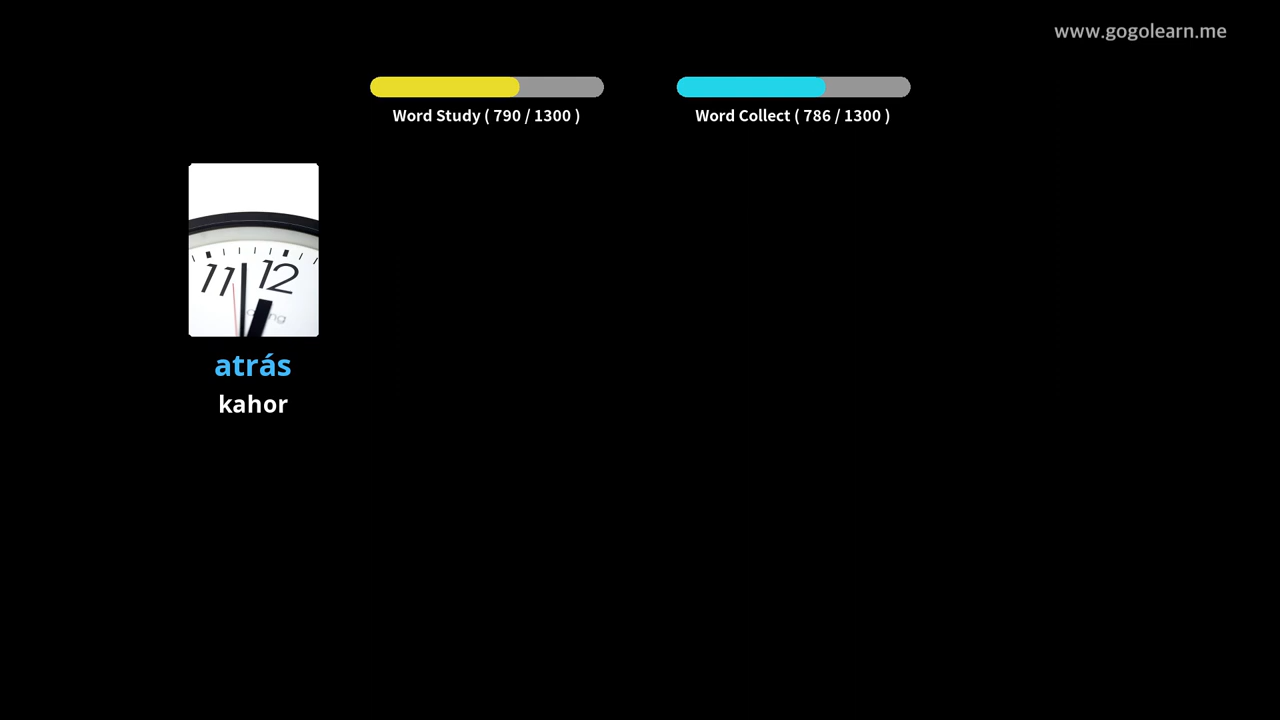 www.gogolearn.me
Word Study ( 790 / 1300 )
Word Collect ( 786 / 1300 )
11 12
atrás
kahor